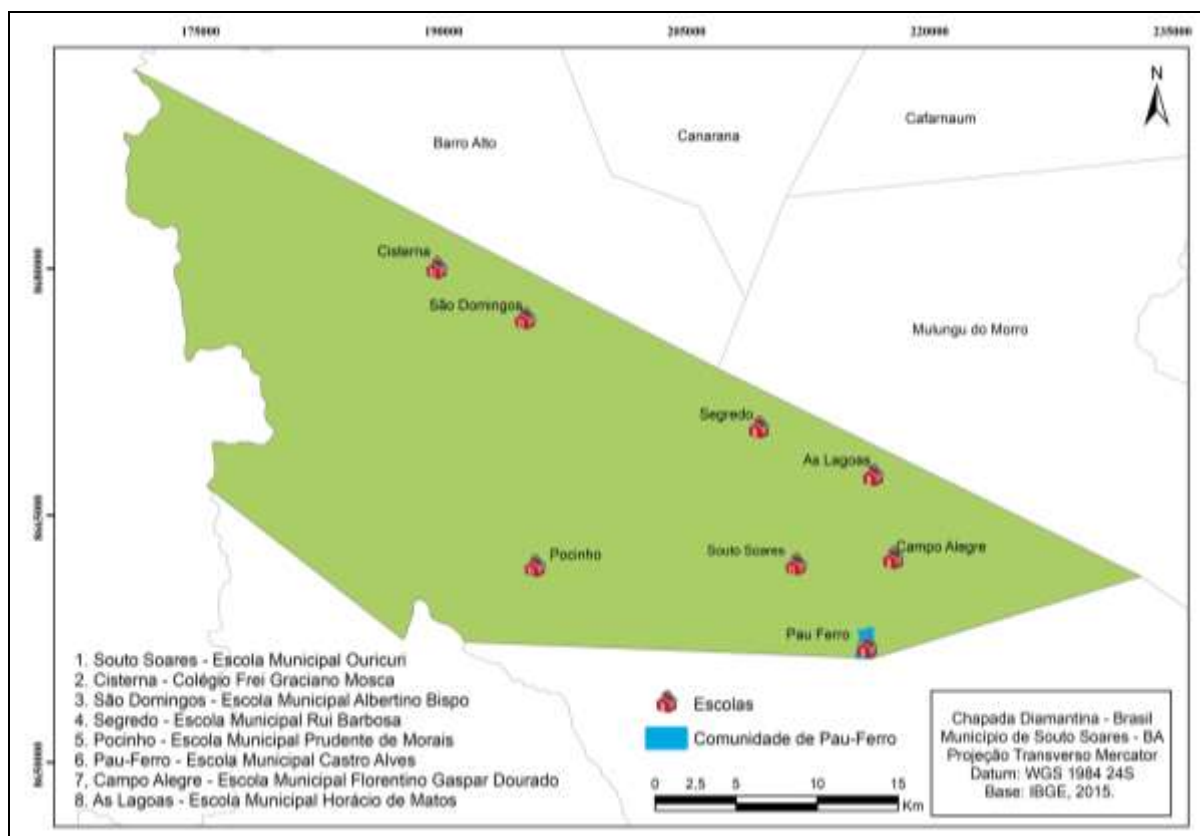 175000 190000 205000 220000 235000
N
Cafarnaum
Canarana
Barro Alto
Cisterna
8680000
São Domingos
Mulungu do Morro
Segredo
As Lagoas
8665000
Pocinho
Souto Soares
Campo Alegre
Pau Ferro
1. Souto Soares - Escola Municipal Ouricuri
2. Cisterna - Colégio Frei Graciano Mosca
3. São Domingos - Escola Municipal Albertino Bispo
4. Segredo - Escola Municipal Rui Barbosa
5. Pocinho - Escola Municipal Prudente de Morais
6. Pau-Ferro - Escola Municipal Castro Alves
7. Campo Alegre - Escola Municipal Florentino Gaspar Dourado
8. As Lagoas - Escola Municipal Horácio de Matos
8650000
Escolas
Comunidade de Pau-Ferro
0 2,5 5 10 15
Km
Chapada Diamantina - Brasil
Município de Souto Soares - BA
Projeção Transverso Mercator
Datum: WGS 1984 24S
Base: IBGE, 2015.